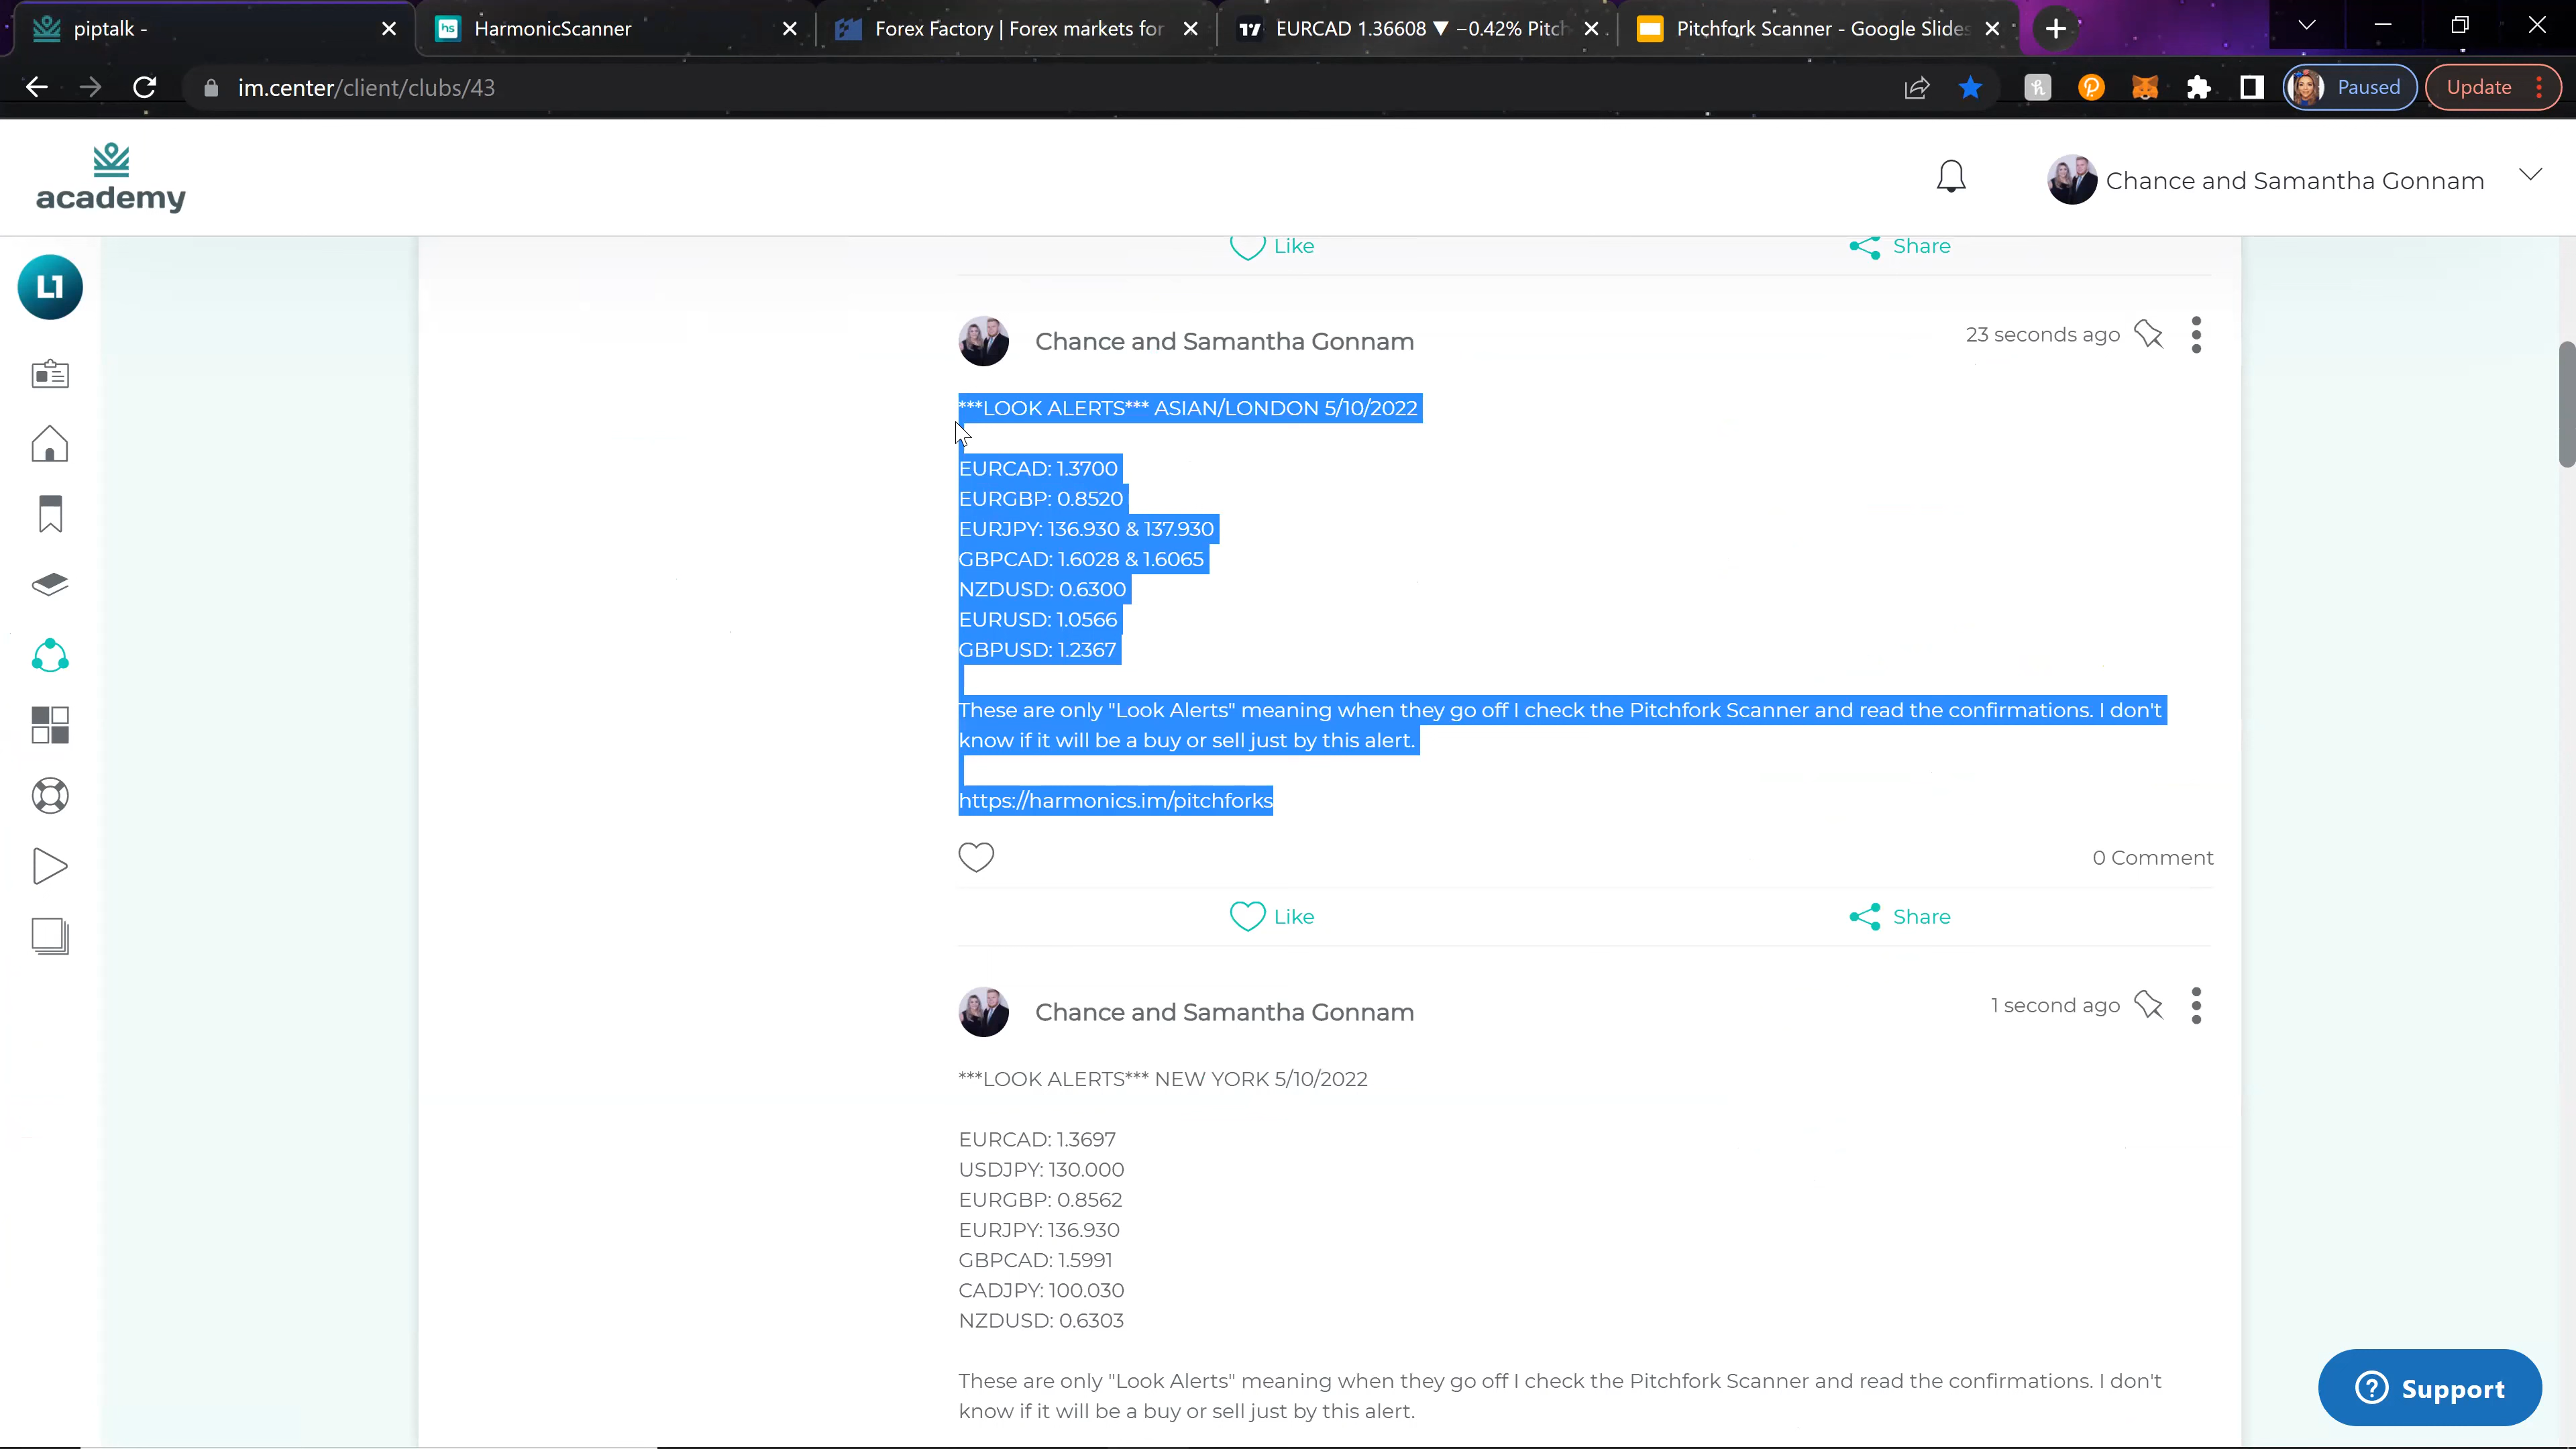 piptalk -
HarmonicScanner
Forex Factory | Forex markets for
EURCAD 1.36608 ▼ −0.42% Pitch
Pitchfork Scanner - Google Slides
im.center/client/clubs/43
Paused
Update
academy
Chance and Samantha Gonnam
L1
Like
Share
Chance and Samantha Gonnam
23 seconds ago
***LOOK ALERTS*** ASIAN/LONDON 5/10/2022
EURCAD: 1.3700
EURGBP: 0.8520
EURJPY: 136.930 & 137.930
GBPCAD: 1.6028 & 1.6065
NZDUSD: 0.6300
EURUSD: 1.0566
GBPUSD: 1.2367
These are only "Look Alerts" meaning when they go off I check the Pitchfork Scanner and read the confirmations. I don't
know if it will be a buy or sell just by this alert.
https://harmonics.im/pitchforks
0 Comment
Like
Share
Chance and Samantha Gonnam
1 second ago
***LOOK ALERTS*** NEW YORK 5/10/2022
EURCAD: 1.3697
USDJPY: 130.000
EURGBP: 0.8562
EURJPY: 136.930
GBPCAD: 1.5991
CADJPY: 100.030
NZDUSD: 0.6303
These are only "Look Alerts" meaning when they go off I check the Pitchfork Scanner and read the confirmations. I don't
know if it will be a buy or sell just by this alert.
Support